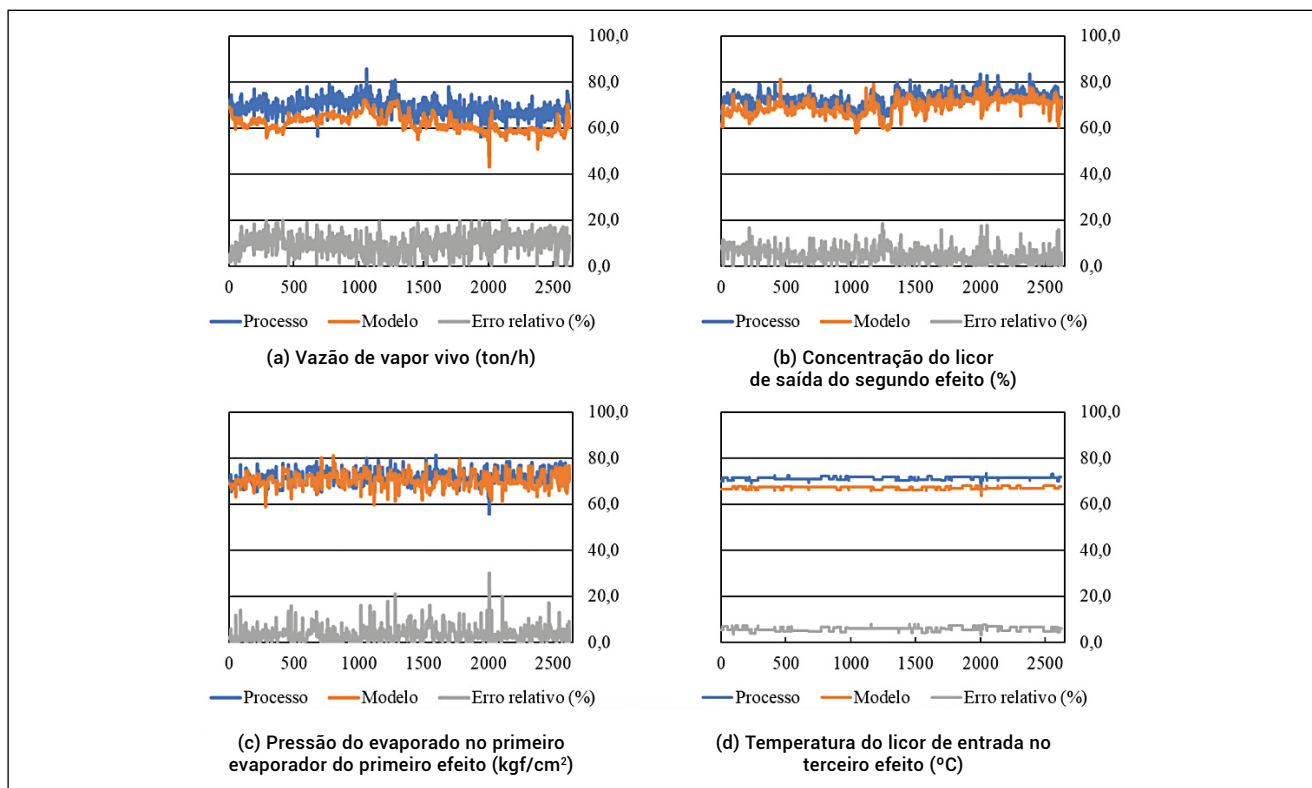 100,0
80,0
60,0
40,0
20,0
0,0
0 500 1000 1500 2000 2500
Processo Modelo Erro relativo (%)
(a) Vazão de vapor vivo (ton/h)
100,0
80,0
60,0
40,0
20,0
0,0
0 500 1000 1500 2000 2500
Processo Modelo Erro relativo (%)
(b) Concentração do licor
de saída do segundo efeito (%)
100,0
80,0
60,0
40,0
20,0
0,0
0 500 1000 1500 2000 2500
Processo Modelo Erro relativo (%)
(c) Pressão do evaporado no primeiro
evaporador do primeiro efeito (kgf/cm²)
100,0
80,0
60,0
40,0
20,0
0,0
0 500 1000 1500 2000 2500
Processo Modelo Erro relativo (%)
(d) Temperatura do licor de entrada no
terceiro efeito (ºC)